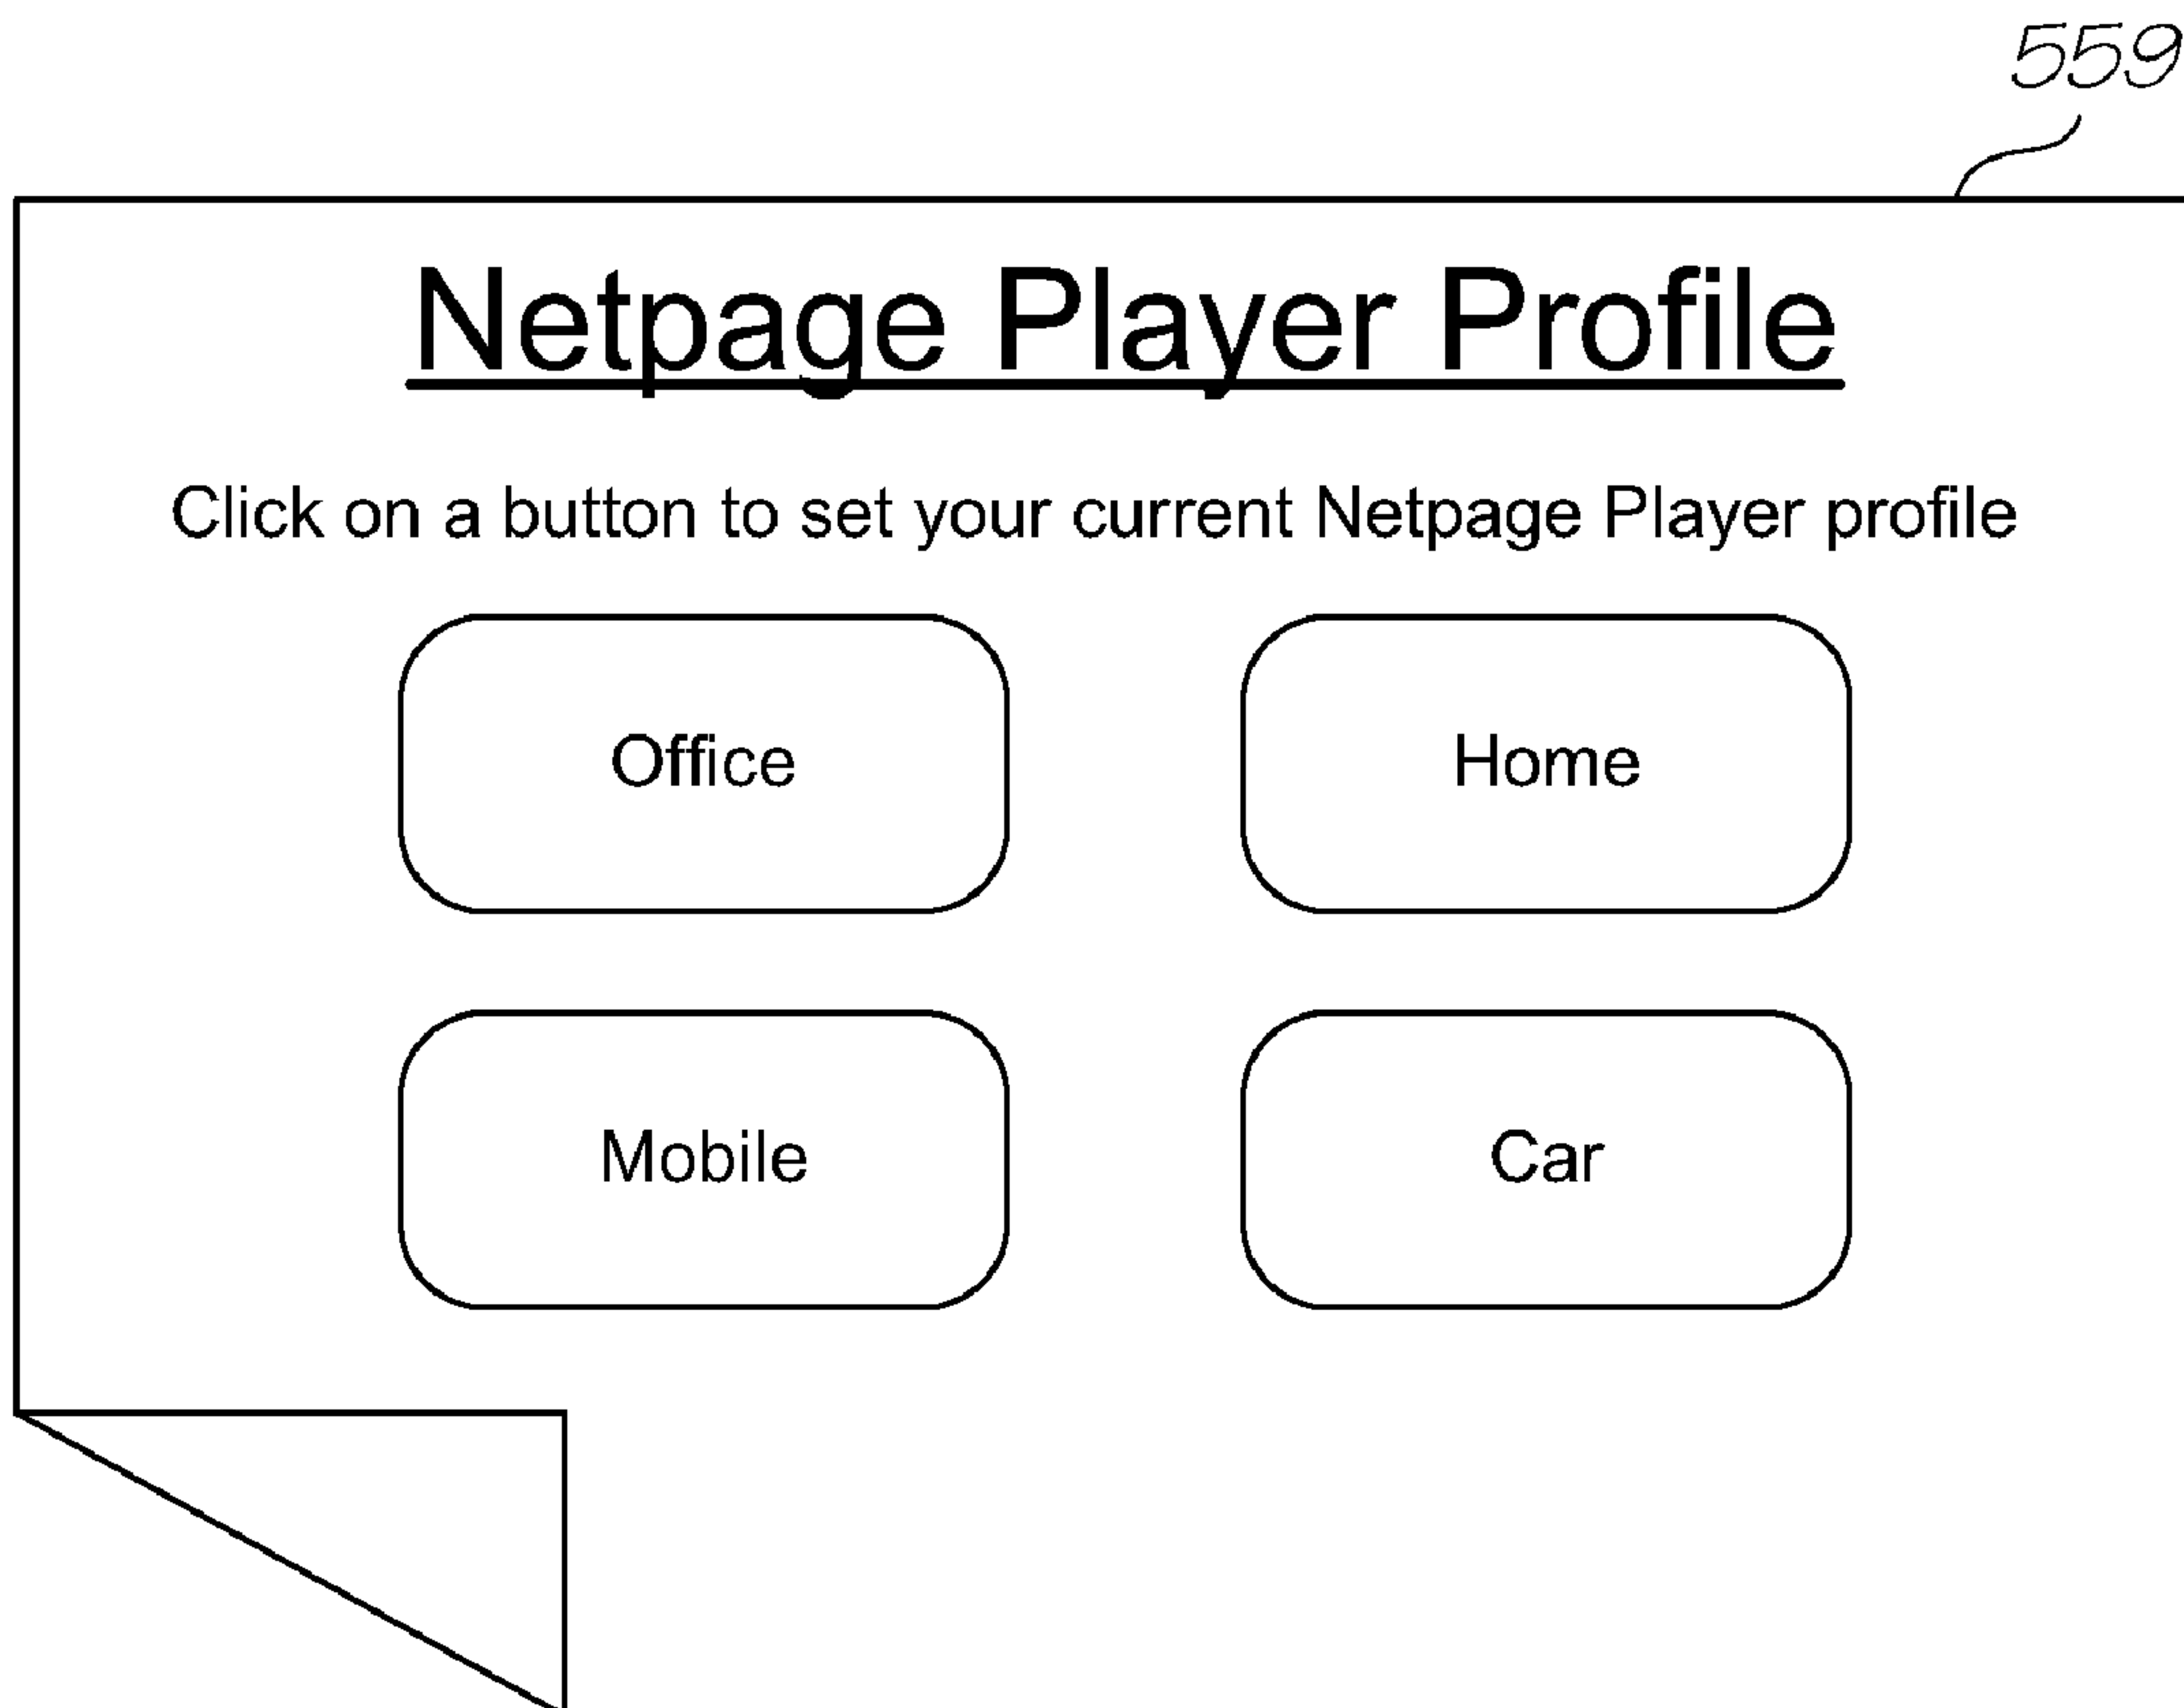 559
Netpage Player Profile
Click on a button to set your current Netpage Player profile
Office Home
Mobile Car